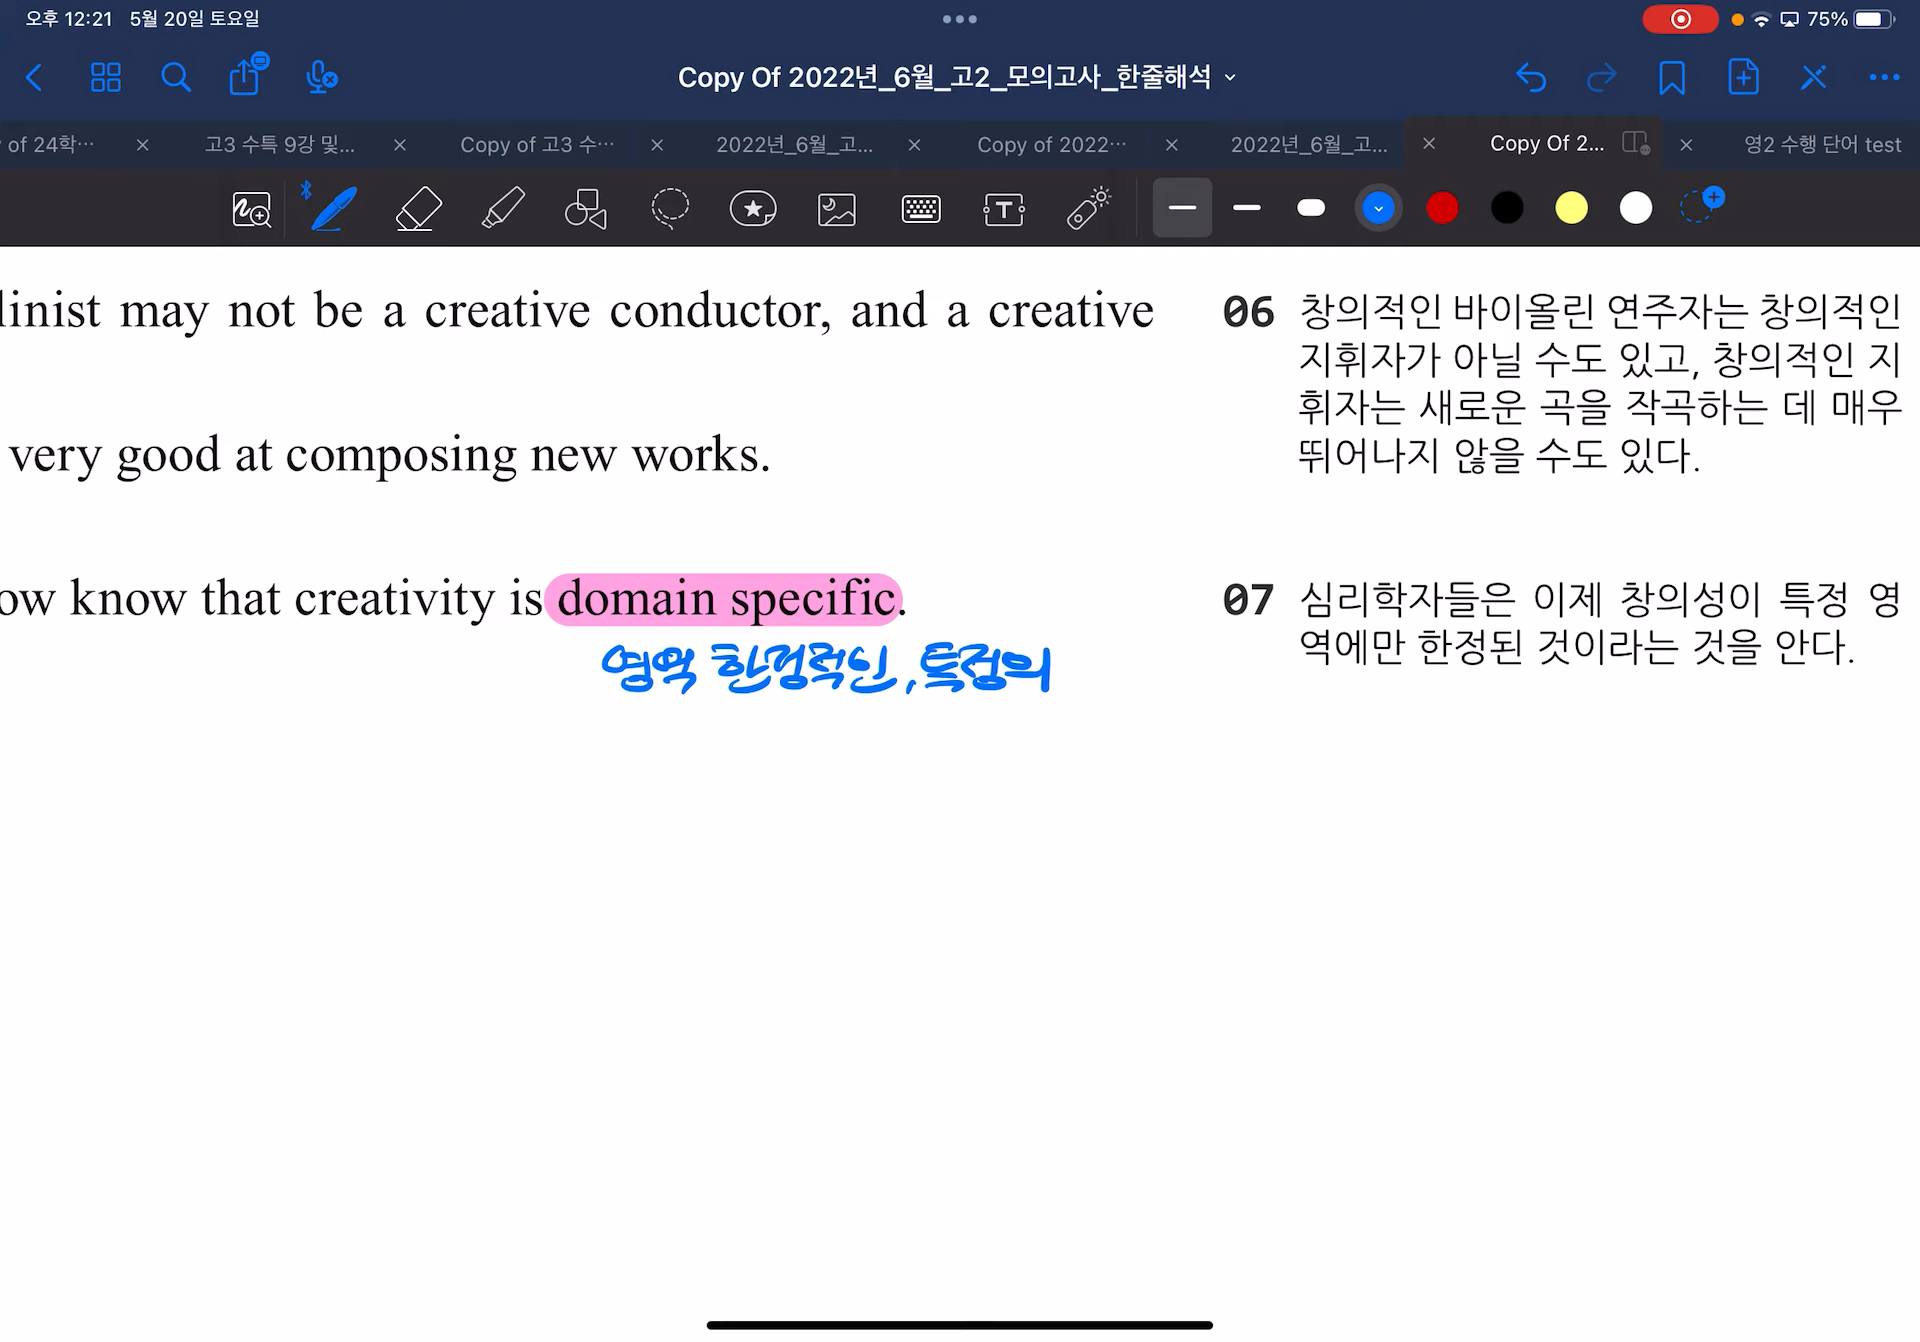 오후 12:21 5월 20일 토요일
75%
Copy Of 2022년_6월_고2_모의고사_한줄해석
of 24학… 고3 수특 9강 및... Copy of 고3 수… 2022년_6월_고... Copy of 2022… 2022년_6월_고... Copy Of 2... 영2 수행 단어 test
linist may not be a creative conductor, and a creative
very good at composing new works.
ow know that creativity is domain specific.
영역 한정적인, 특정의
06 창의적인 바이올린 연주자는 창의적인
지휘자가 아닐 수도 있고, 창의적인 지
휘자는 새로운 곡을 작곡하는 데 매우
뛰어나지 않을 수도 있다.
07 심리학자들은 이제 창의성이 특정 영
역에만 한정된 것이라는 것을 안다.